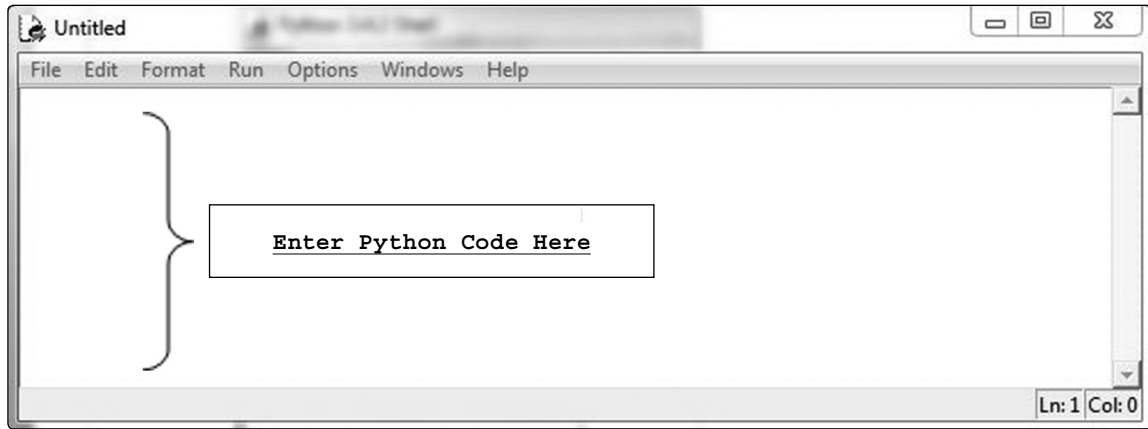 Untitled
File Edit Format Run Options Windows Help
Enter Python Code Here
Ln: 1 Col: 0